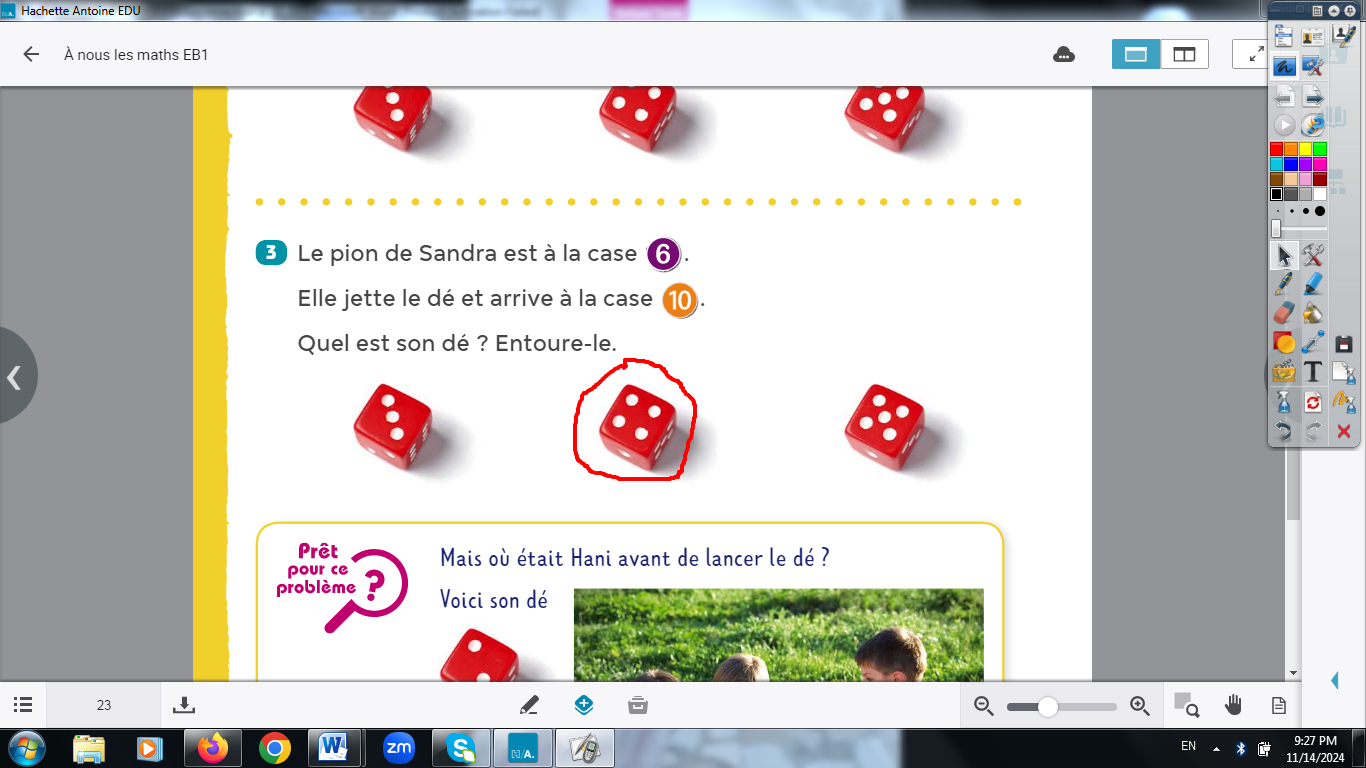 Hachette Antoine EDU
À nous les maths EB1
3 Le pion de Sandra est à la case 6.
Elle jette le dé et arrive à la case 10.
Quel est son dé ? Entoure-le.
Prêt
pour ce
problème
?
Mais où était Hani avant de lancer le dé ?
Voici son dé
23
EN
9:27 PM
11/14/2024